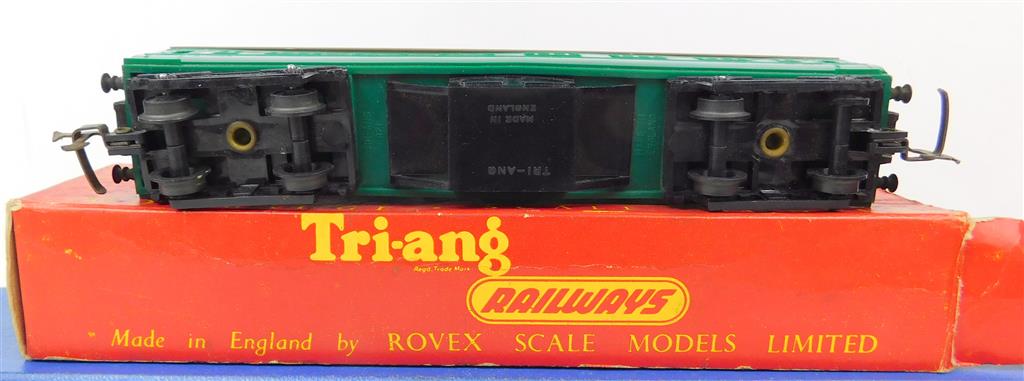 MADE IN
ENGLAND
TRI-ANG
Tri-ang
Regd. Trade Mark
RAILWAYS
Made in England by ROVEX SCALE MODELS LIMITED